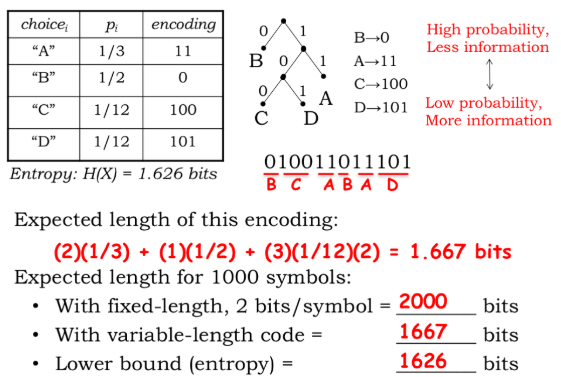 choiceᵢ pᵢ encoding
"A" 1/3 11
"B" 1/2 0
"C" 1/12 100
"D" 1/12 101
Entropy: H(X) = 1.626 bits
0 1
B 0 1
0 1 A
C D
B→0
A→11
C→100
D→101
High probability,
Less information
Low probability,
More information
010011011101
B C A B A D
Expected length of this encoding:
(2)(1/3) + (1)(1/2) + (3)(1/12)(2) = 1.667 bits
Expected length for 1000 symbols:
• With fixed-length, 2 bits/symbol = 2000 bits
• With variable-length code = 1667 bits
• Lower bound (entropy) = 1626 bits